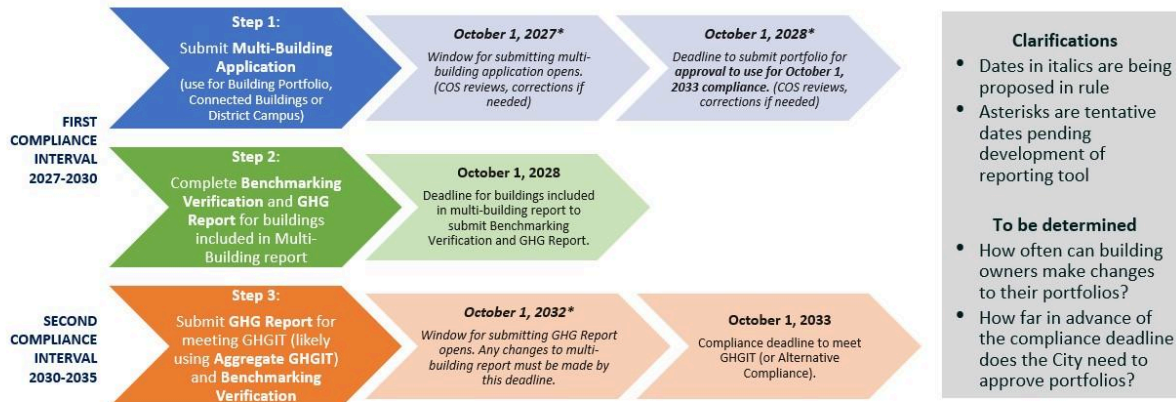 FIRST
COMPLIANCE
INTERVAL
2027-2030
Step 1:
Submit Multi-Building
Application
(use for Building Portfolio,
Connected Buildings or
District Campus)
October 1, 2027*
Window for submitting multi-
building application opens.
(COS reviews, corrections if
needed)
October 1, 2028*
Deadline to submit portfolio for
approval to use for October 1,
2033 compliance. (COS reviews,
corrections if needed)
Step 2:
Complete Benchmarking
Verification and GHG
Report for buildings
included in Multi-
Building report
October 1, 2028
Deadline for buildings included
in multi-building report to
submit Benchmarking
Verification and GHG Report.
SECOND
COMPLIANCE
INTERVAL
2030-2035
Step 3:
Submit GHG Report for
meeting GHGIT (likely
using Aggregate GHGIT)
and Benchmarking
Verification
October 1, 2032*
Window for submitting GHG Report
opens. Any changes to multi-
building report must be made by
this deadline.
October 1, 2033
Compliance deadline to meet
GHGIT (or Alternative
Compliance).
Clarifications
• Dates in italics are being
proposed in rule
• Asterisks are tentative
dates pending
development of
reporting tool
To be determined
• How often can building
owners make changes
to their portfolios?
• How far in advance of
the compliance deadline
does the City need to
approve portfolios?